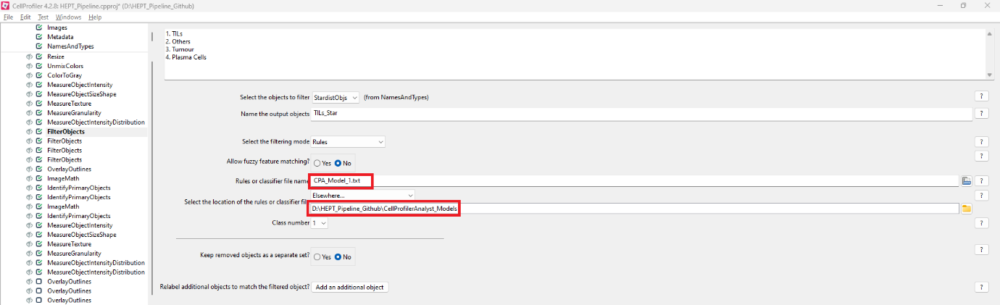 CellProfiler 4.2.8: HEPT_Pipeline.cpproj* (D:\HEPT_Pipeline_Github)
File Edit Test Windows Help
Images
Metadata
NamesAndTypes
Resize
UnmixColors
ColorToGray
MeasureObjectIntensity
MeasureObjectSizeShape
MeasureTexture
MeasureGranularity
MeasureObjectIntensityDistribution
FilterObjects
FilterObjects
FilterObjects
FilterObjects
OverlayOutlines
ImageMath
IdentifyPrimaryObjects
IdentifyPrimaryObjects
ImageMath
IdentifyPrimaryObjects
MeasureObjectIntensity
MeasureObjectSizeShape
MeasureTexture
MeasureGranularity
MeasureObjectIntensityDistribution
MeasureObjectIntensityDistribution
OverlayOutlines
OverlayOutlines
OverlayOutlines
1. TILs
2. Others
3. Tumour
4. Plasma Cells
Select the objects to filter StardistObjs (from NamesAndTypes) ?
Name the output objects TILs_Star ?
Select the filtering mode Rules ?
?
Allow fuzzy feature matching? Yes No
Rules or classifier file name CPA_Model_1.txt ?
Elsewhere... ?
Select the location of the rules or classifier fil
D:\HEPT_Pipeline_Github\CellProfilerAnalyst_Models
Class number 1 ?
Keep removed objects as a separate set? Yes No ?
Relabel additional objects to match the filtered object? Add an additional object ?